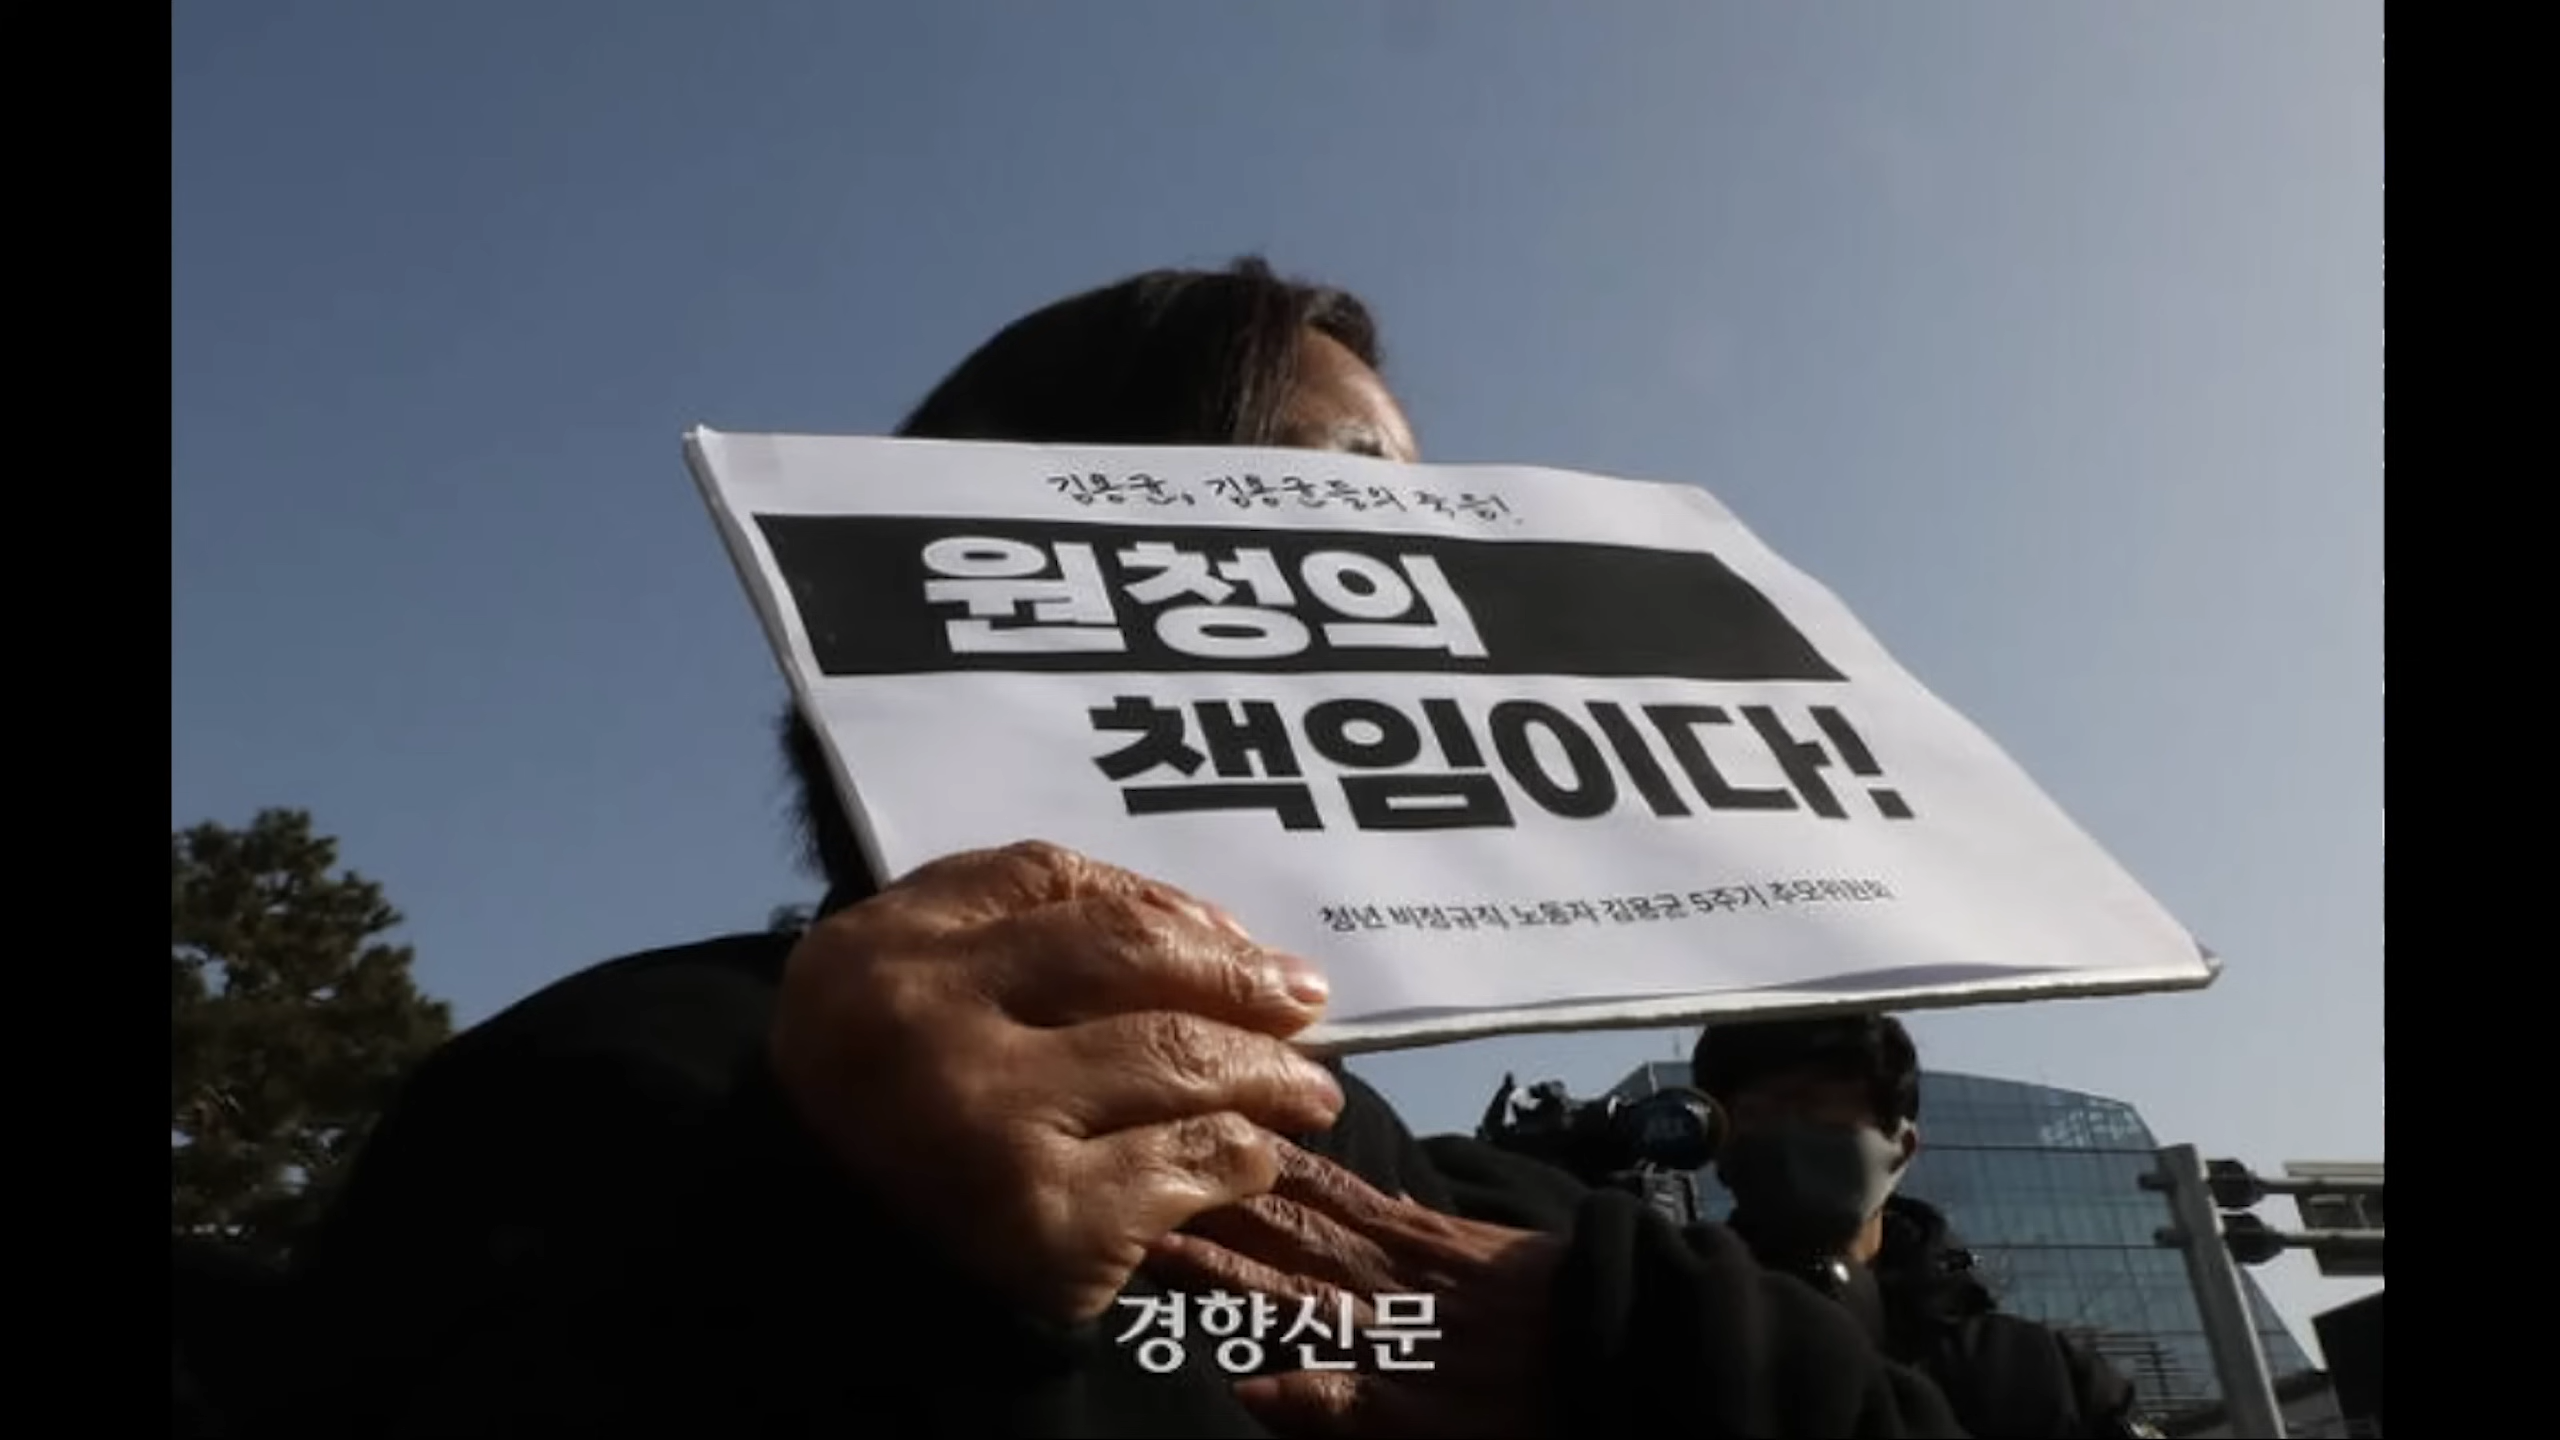 김용균, 김용균들의 죽음!
원청의
책임이다!
청년 비정규직 노동자 김용균 5주기 추모위원회
경향신문